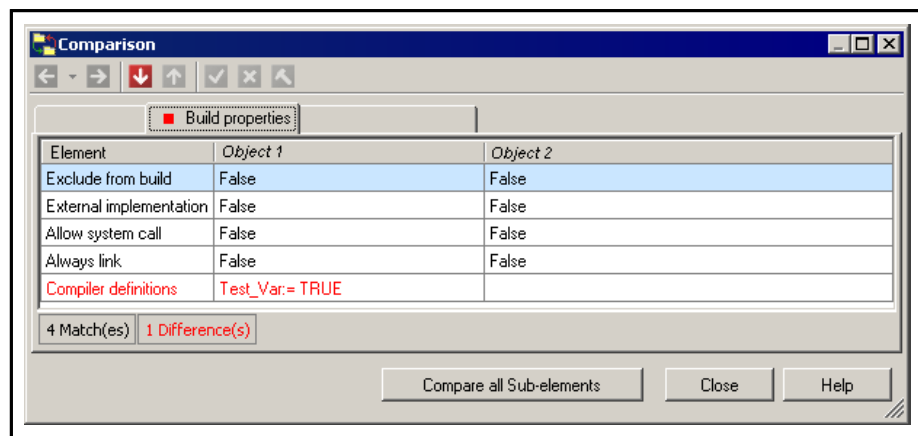 Comparison
Build properties
Element Object 1 Object 2
Exclude from build False False
External implementation False False
Allow system call False False
Always link False False
Compiler definitions Test_Var:= TRUE
4 Match(es) 1 Difference(s)
Compare all Sub-elements Close Help